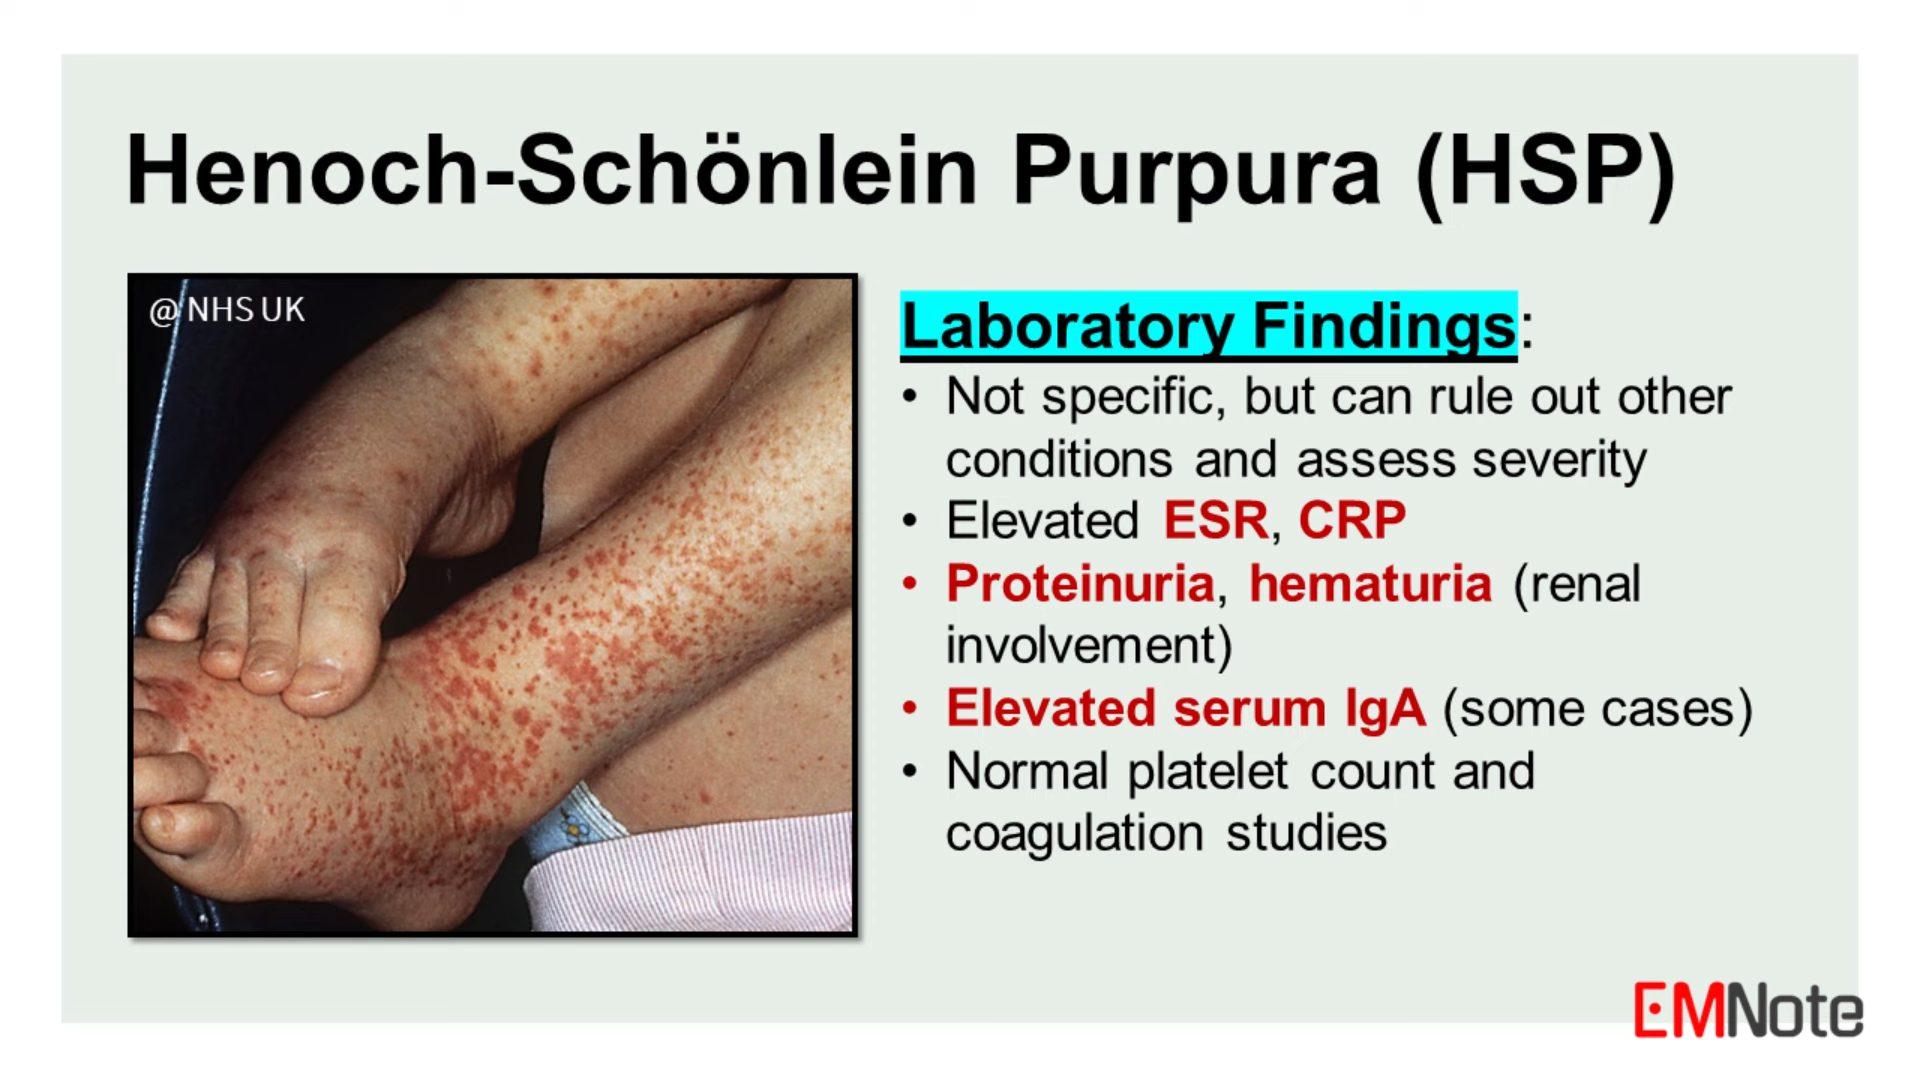 Henoch-Schönlein Purpura (HSP)
@ NHS UK
Laboratory Findings:
• Not specific, but can rule out other
conditions and assess severity
• Elevated ESR, CRP
• Proteinuria, hematuria (renal
involvement)
• Elevated serum IgA (some cases)
• Normal platelet count and
coagulation studies
EMNote